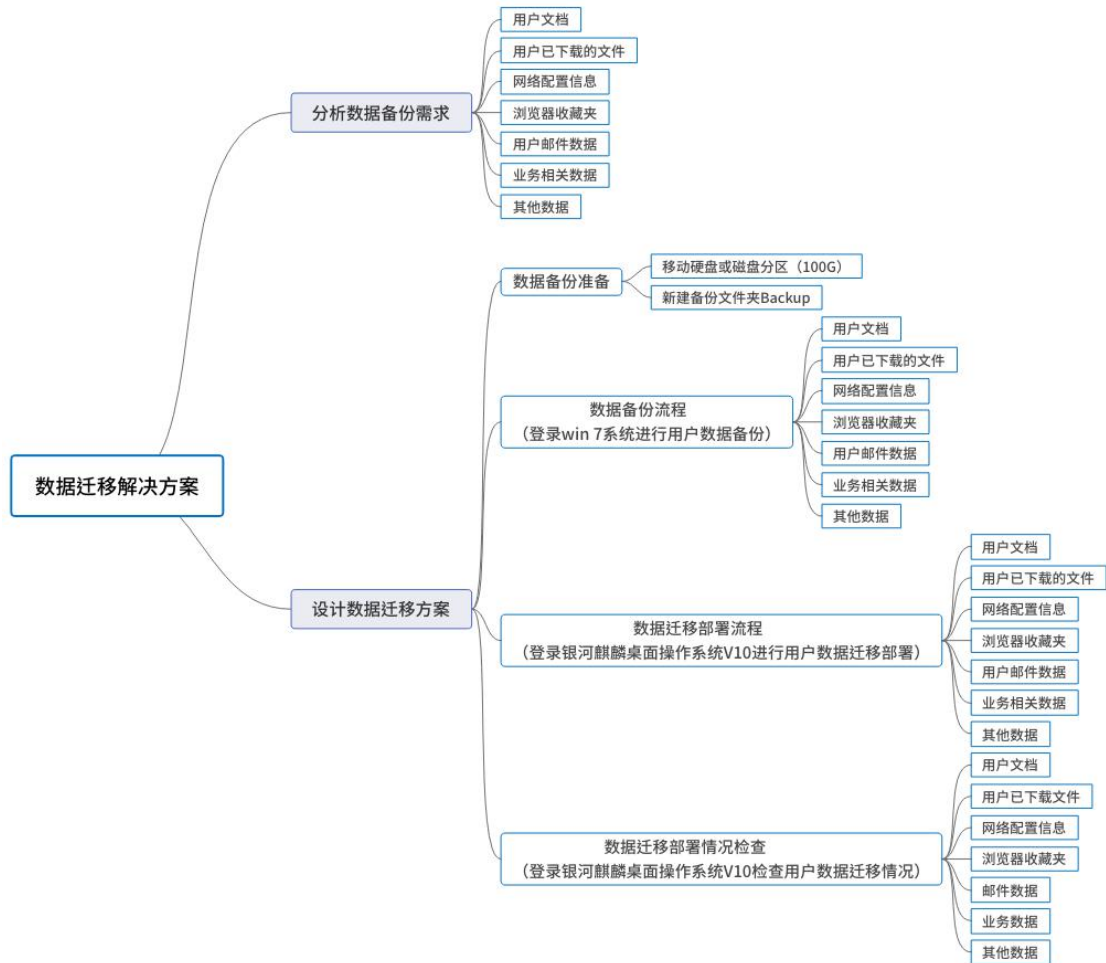 数据迁移解决方案
分析数据备份需求
用户文档
用户已下载的文件
网络配置信息
浏览器收藏夹
用户邮件数据
业务相关数据
其他数据
设计数据迁移方案
数据备份准备
移动硬盘或磁盘分区（100G）
新建备份文件夹Backup
数据备份流程
（登录win 7系统进行用户数据备份）
用户文档
用户已下载的文件
网络配置信息
浏览器收藏夹
用户邮件数据
业务相关数据
其他数据
数据迁移部署流程
（登录银河麒麟桌面操作系统V10进行用户数据迁移部署）
用户文档
用户已下载的文件
网络配置信息
浏览器收藏夹
用户邮件数据
业务相关数据
其他数据
数据迁移部署情况检查
（登录银河麒麟桌面操作系统V10检查用户数据迁移情况）
用户文档
用户已下载文件
网络配置信息
浏览器收藏夹
邮件数据
业务数据
其他数据